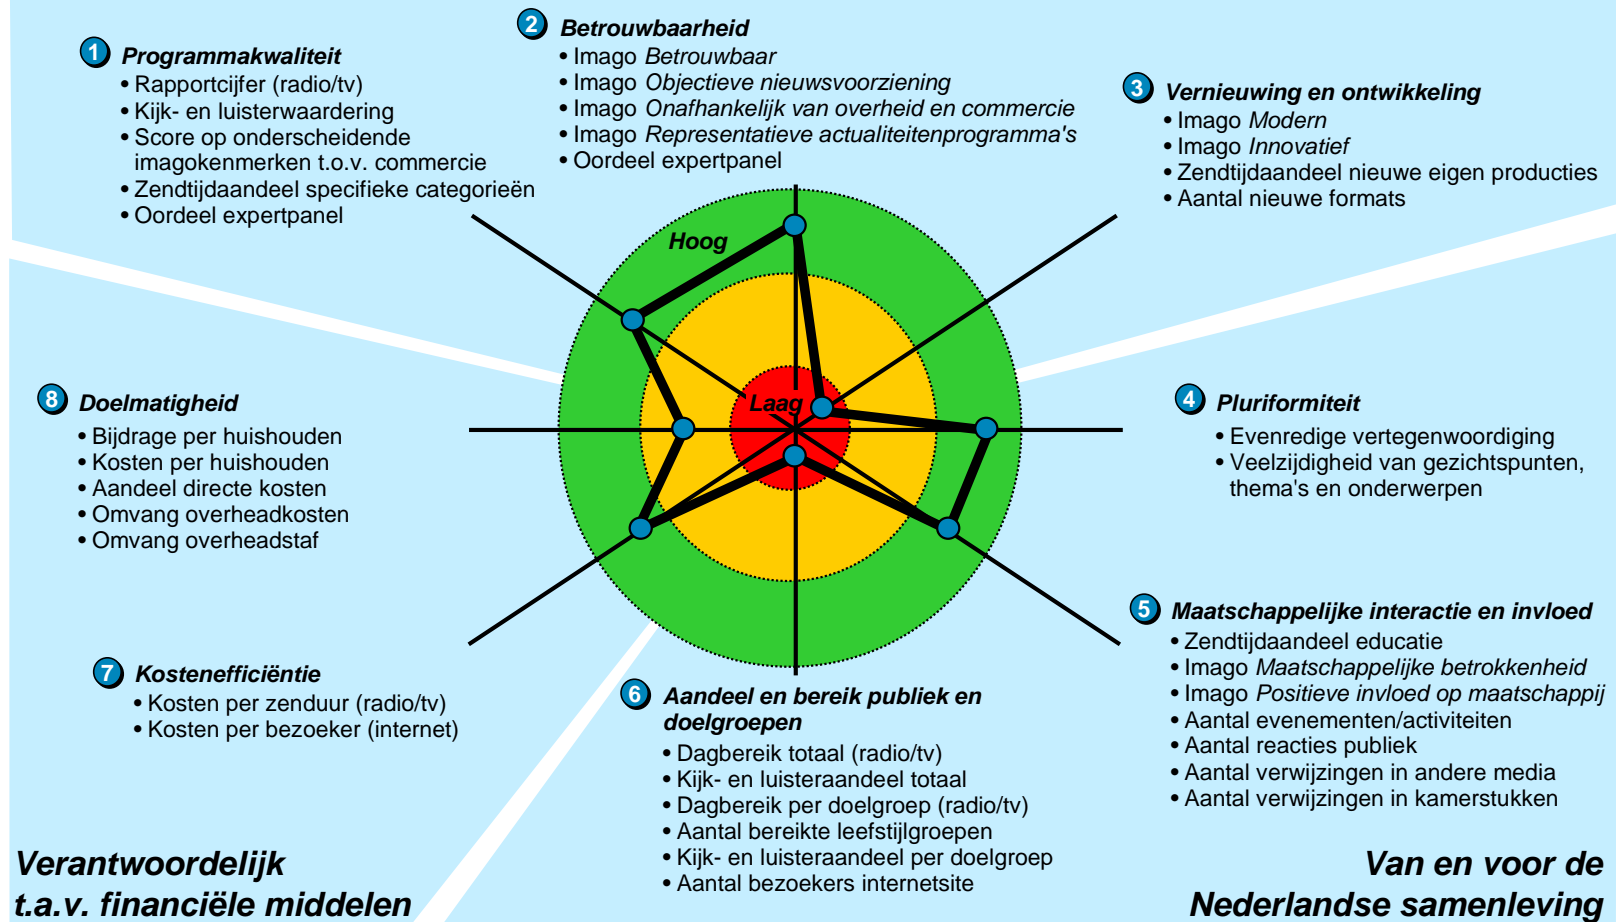 1 Programmakwaliteit
• Rapportcijfer (radio/tv)
• Kijk- en luisterwaardering
• Score op onderscheidende
imagokenmerken t.o.v. commercie
• Zendtijdaandeel specifieke categorieën
• Oordeel expertpanel
2 Betrouwbaarheid
• Imago Betrouwbaar
• Imago Objectieve nieuwsvoorziening
• Imago Onafhankelijk van overheid en commercie
• Imago Representatieve actualiteitenprogramma's
• Oordeel expertpanel
3 Vernieuwing en ontwikkeling
• Imago Modern
• Imago Innovatief
• Zendtijdaandeel nieuwe eigen producties
• Aantal nieuwe formats
Hoog
Laag
8 Doelmatigheid
• Bijdrage per huishouden
• Kosten per huishouden
• Aandeel directe kosten
• Omvang overheadkosten
• Omvang overheadstaf
4 Pluriformiteit
• Evenredige vertegenwoordiging
• Veelzijdigheid van gezichtspunten,
thema's en onderwerpen
5 Maatschappelijke interactie en invloed
• Zendtijdaandeel educatie
• Imago Maatschappelijke betrokkenheid
• Imago Positieve invloed op maatschappij
• Aantal evenementen/activiteiten
• Aantal reacties publiek
• Aantal verwijzingen in andere media
• Aantal verwijzingen in kamerstukken
7 Kostenefficiëntie
• Kosten per zenduur (radio/tv)
• Kosten per bezoeker (internet)
6 Aandeel en bereik publiek en
doelgroepen
• Dagbereik totaal (radio/tv)
• Kijk- en luisteraandeel totaal
• Dagbereik per doelgroep (radio/tv)
• Aantal bereikte leefstijlgroepen
• Kijk- en luisteraandeel per doelgroep
• Aantal bezoekers internetsite
Verantwoordelijk
t.a.v. financiële middelen
Van en voor de
Nederlandse samenleving